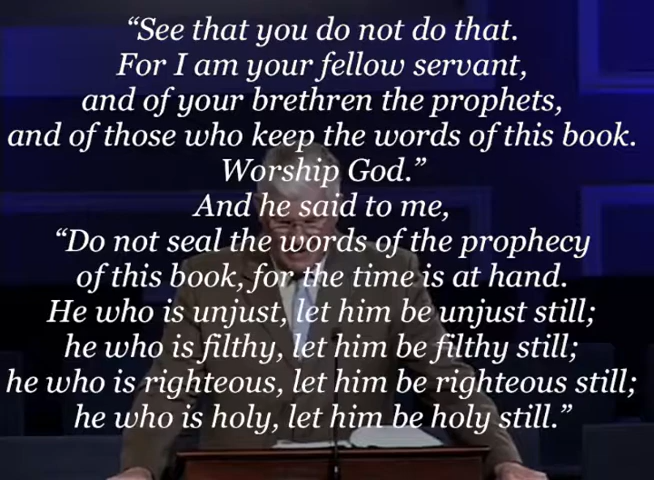 “See that you do not do that.
For I am your fellow servant,
and of your brethren the prophets,
and of those who keep the words of this book.
Worship God.”
And he said to me,
“Do not seal the words of the prophecy
of this book, for the time is at hand.
He who is unjust, let him be unjust still;
he who is filthy, let him be filthy still;
he who is righteous, let him be righteous still;
he who is holy, let him be holy still.”